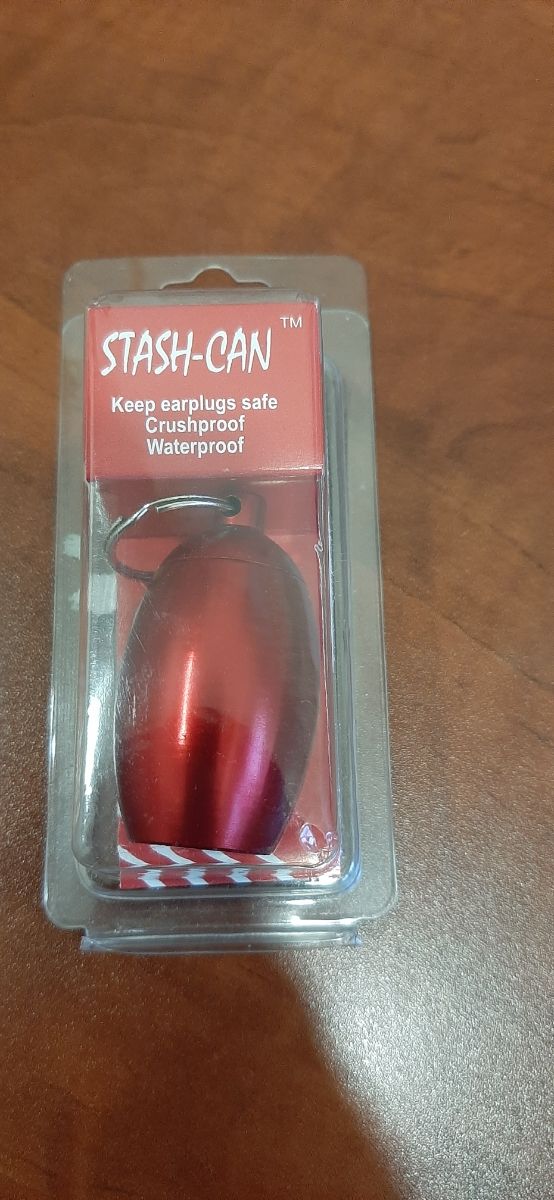 STASH-CAN™
Keep earplugs safe
Crushproof
Waterproof